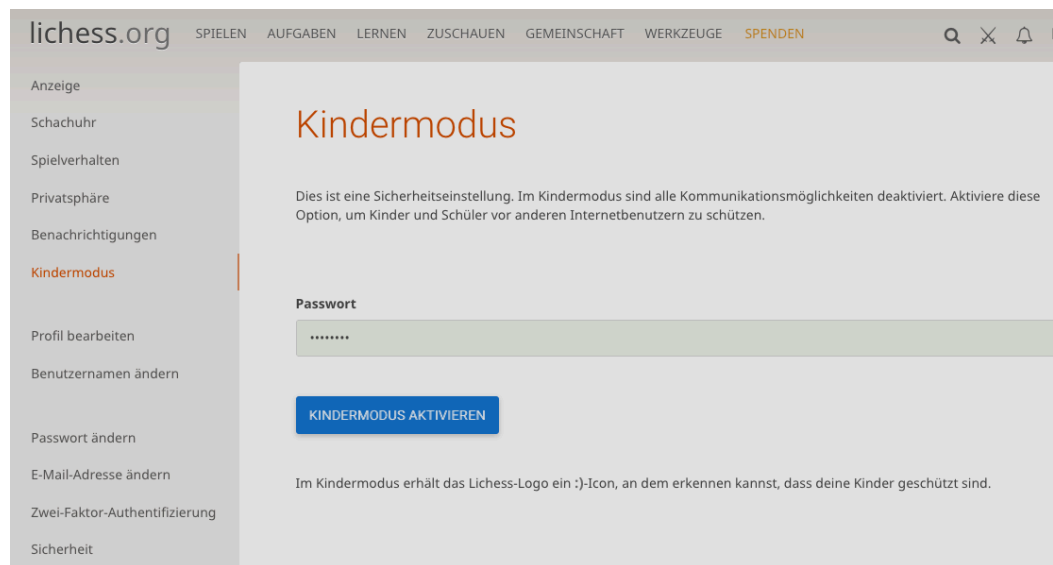 lichess.org SPIELEN AUFGABEN LERNEN ZUSCHAUEN GEMEINSCHAFT WERKZEUGE SPENDEN
Anzeige
Schachuhr
Spielverhalten
Privatsphäre
Benachrichtigungen
Kindermodus
Profil bearbeiten
Benutzernamen ändern
Passwort ändern
E-Mail-Adresse ändern
Zwei-Faktor-Authentifizierung
Sicherheit
Kindermodus
Dies ist eine Sicherheitseinstellung. Im Kindermodus sind alle Kommunikationsmöglichkeiten deaktiviert. Aktiviere diese
Option, um Kinder und Schüler vor anderen Internetbenutzern zu schützen.
Passwort
••••••••
KINDERMODUS AKTIVIEREN
Im Kindermodus erhält das Lichess-Logo ein :)-Icon, an dem erkennen kannst, dass deine Kinder geschützt sind.